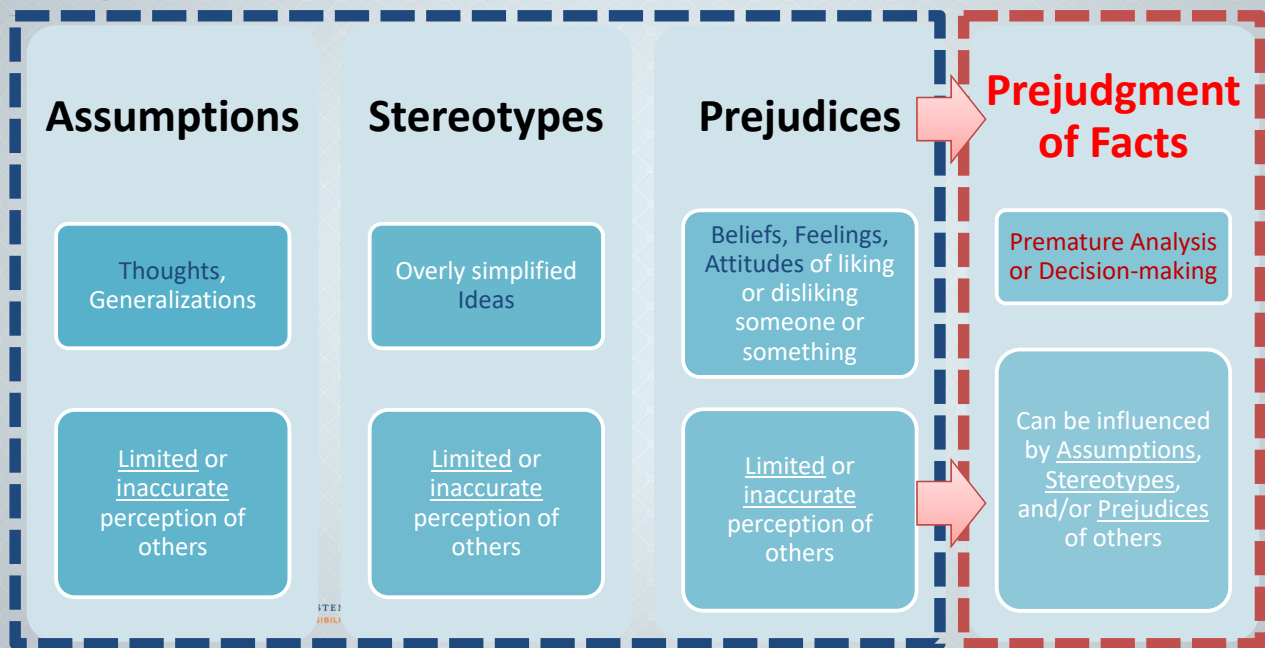 Assumptions
Thoughts,
Generalizations
Limited or
inaccurate
perception of
others
Stereotypes
Overly simplified
Ideas
Limited or
inaccurate
perception of
others
Prejudices
Beliefs, Feelings,
Attitudes of liking
or disliking
someone or
something
Limited or
inaccurate
perception of
others
Prejudgment
of Facts
Premature Analysis
or Decision-making
Can be influenced
by Assumptions,
Stereotypes,
and/or Prejudices
of others